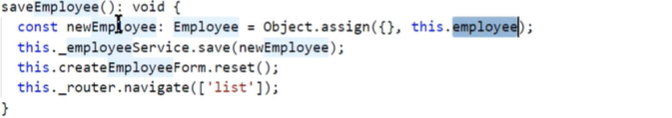 saveEmployee(): void {
const newEmployee: Employee = Object.assign({}, this.employee);
this._employeeService.save(newEmployee);
this.createEmployeeForm.reset();
this._router.navigate(['list']);
}